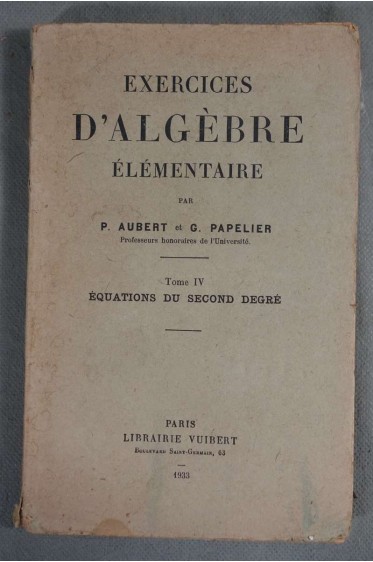 EXERCICES
D'ALGÈBRE
ÉLÉMENTAIRE
PAR
P. AUBERT et G. PAPELIER
Professeurs honoraires de l'Université.
Tome IV
ÉQUATIONS DU SECOND DEGRÉ
PARIS
LIBRAIRIE VUIBERT
Boulevard Saint-Germain, 63
1933